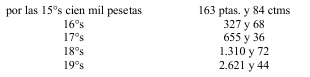 por las 15°s cien mil pesetas 163 ptas. y 84 ctms
16°s 327 y 68
17°s 655 y 36
18°s 1.310 y 72
19°s 2.621 y 44